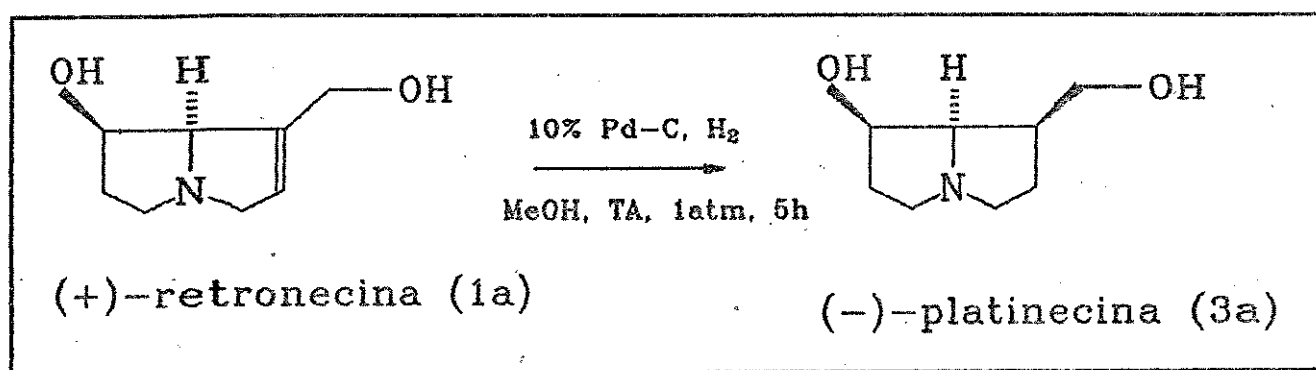 OH H OH
N
10% Pd-C, H₂
MeOH, TA, 1atm, 5h
OH H OH
N
(+)-retronecina (1a)
(-)-platinecina (3a)